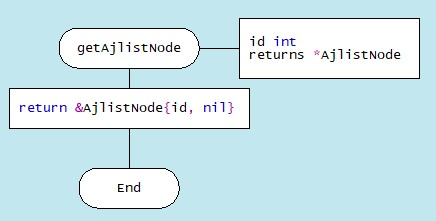 getAjlistNode
id int
returns *AjlistNode
return &AjlistNode{id, nil}
End